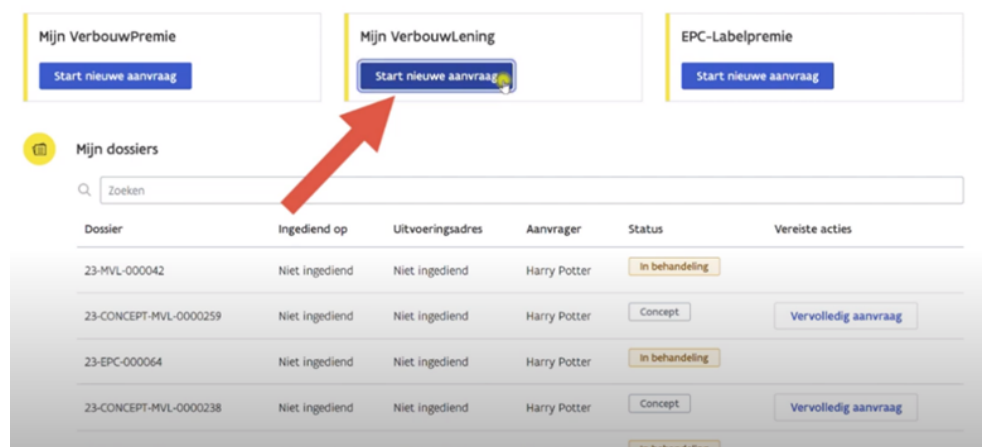 Mijn VerbouwPremie
Start nieuwe aanvraag
Mijn VerbouwLening
Start nieuwe aanvraag
EPC-Labelpremie
Start nieuwe aanvraag
Mijn dossiers
Zoeken
Dossier Ingediend op Uitvoeringsadres Aanvrager Status Vereiste acties
23-MVL-000042 Niet ingediend Niet ingediend Harry Potter In behandeling
23-CONCEPT-MVL-0000259 Niet ingediend Niet ingediend Harry Potter Concept Vervolledig aanvraag
23-EPC-000064 Niet ingediend Niet ingediend Harry Potter In behandeling
23-CONCEPT-MVL-0000238 Niet ingediend Niet ingediend Harry Potter Concept Vervolledig aanvraag